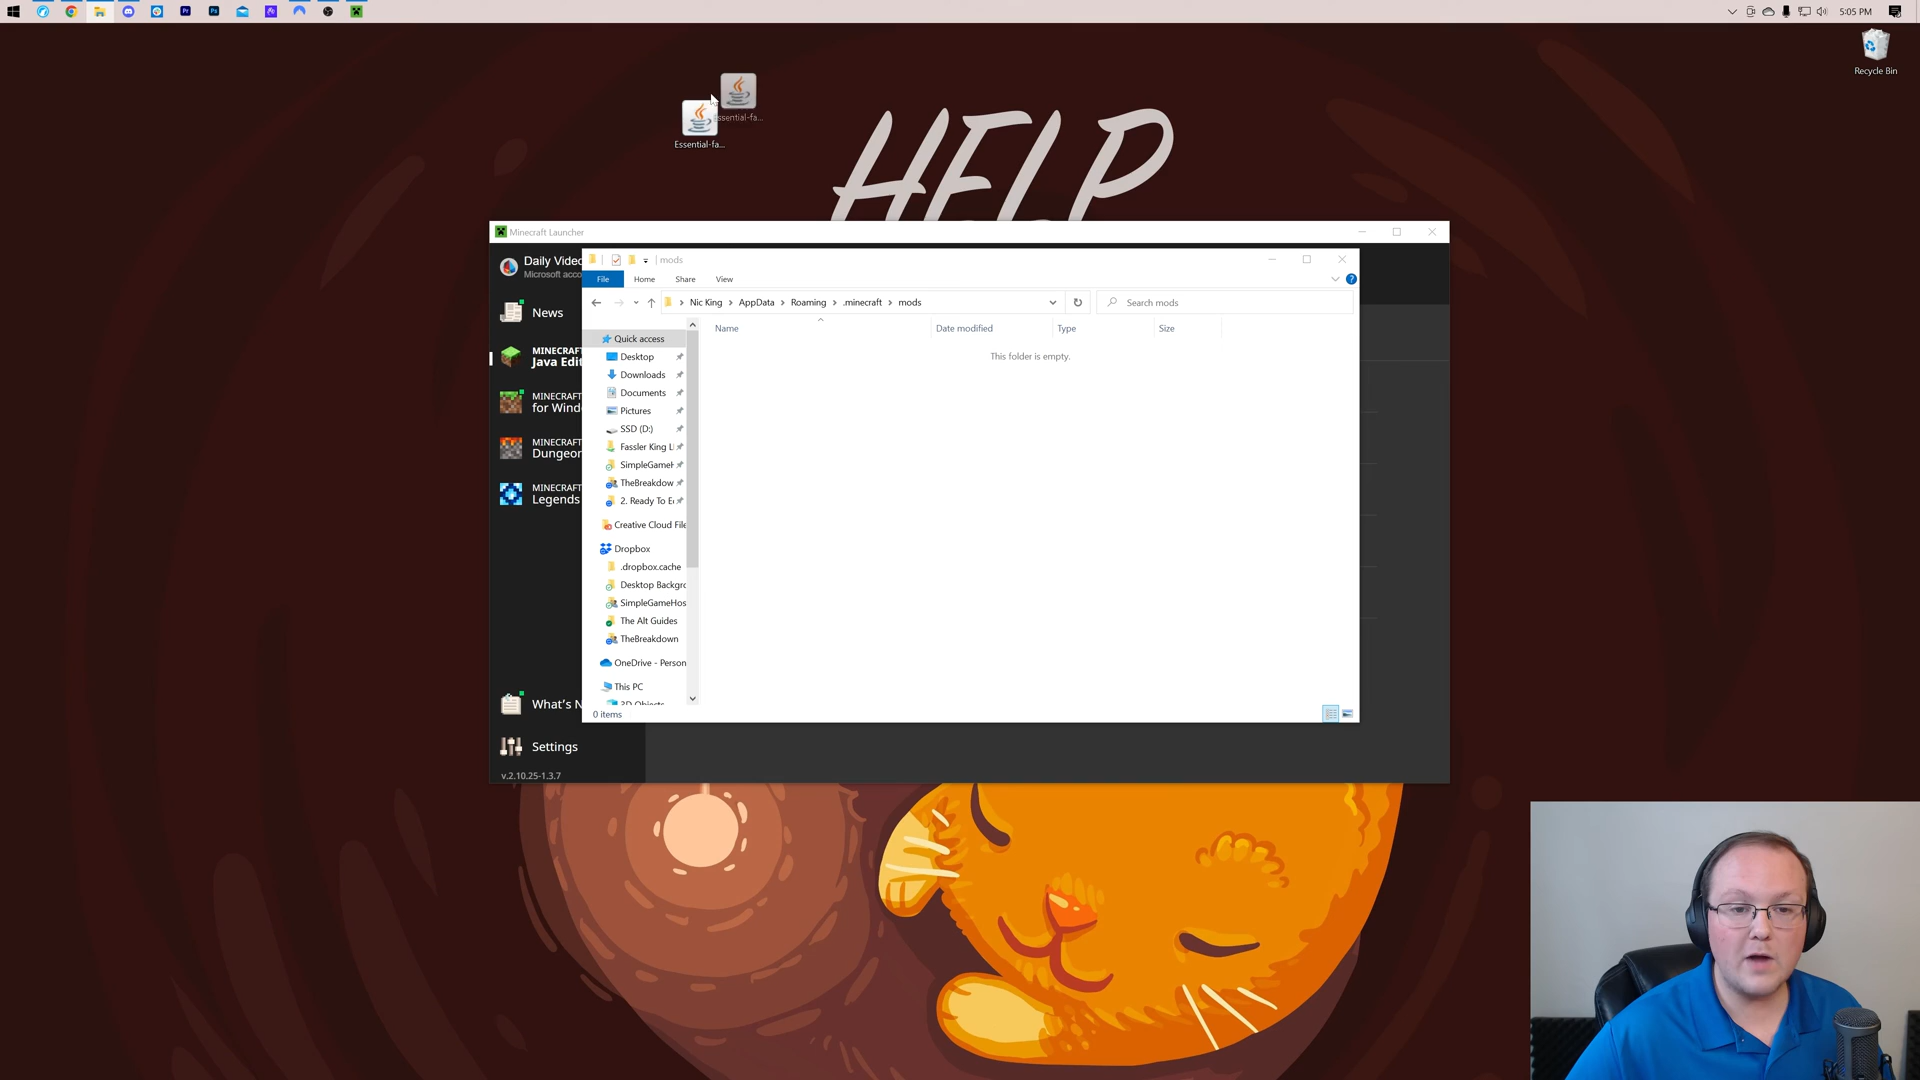 5:05 PM
Recycle Bin
Essential-fa...
Essential-fa...
HELP
Minecraft Launcher
Daily Video
Microsoft acco
News
MINECRAFT
Java Edit
MINECRAFT
for Windo
MINECRAFT
Dungeon
MINECRAFT
Legends
What's N
Settings
v.2.10.25-1.3.7
mods
File
Home
Share
View
Nic King
AppData
Roaming
.minecraft
mods
Search mods
Name
Date modified
Type
Size
This folder is empty.
Quick access
Desktop
Downloads
Documents
Pictures
SSD (D:)
Fassler King L
SimpleGameH
TheBreakdow
2. Ready To E
Creative Cloud File
Dropbox
.dropbox.cache
Desktop Backgro
SimpleGameHos
The Alt Guides
TheBreakdown
OneDrive - Person
This PC
3D Objects
0 items